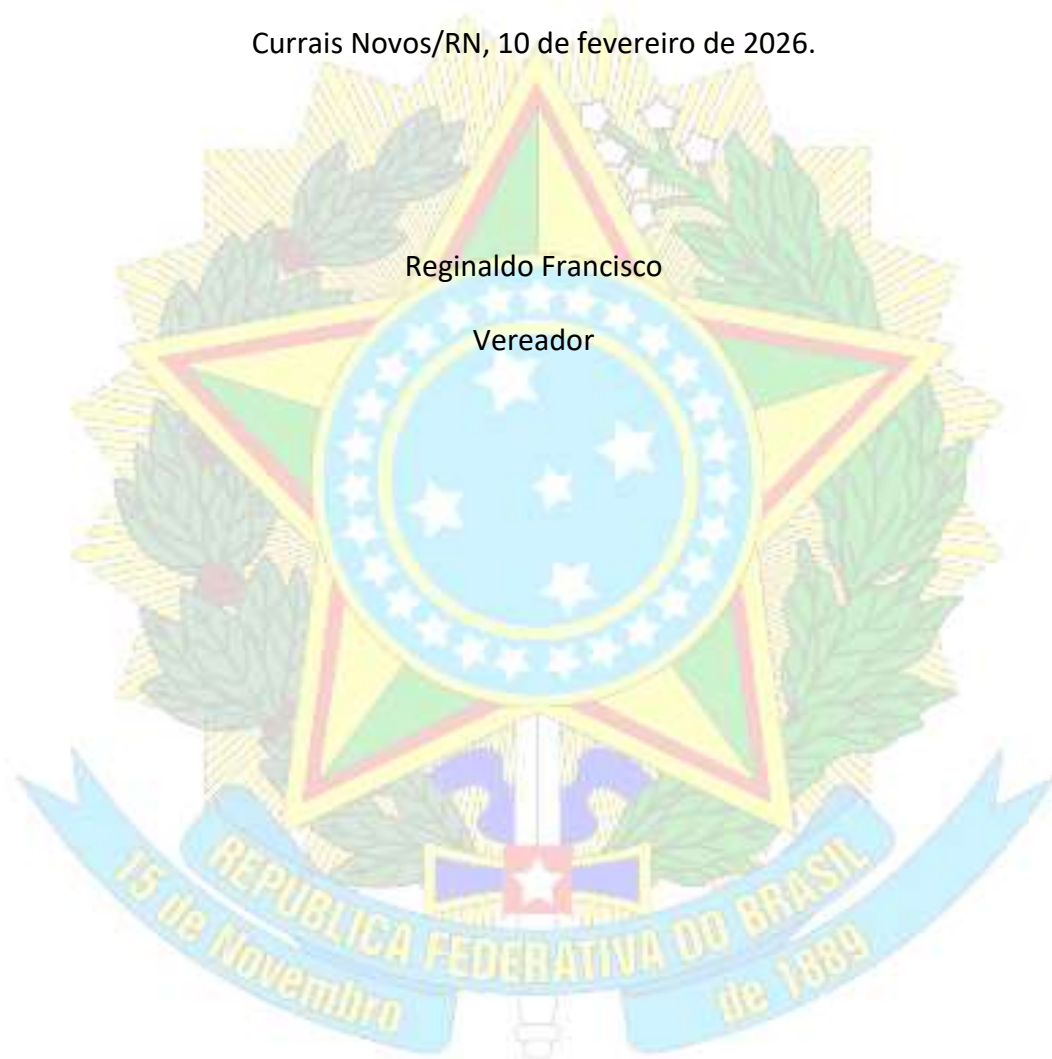 Currais Novos/RN, 10 de fevereiro de 2026.
Reginaldo Francisco
Vereador
REPÚBLICA FEDERATIVA DO BRASIL
15 de Novembro
de 1889